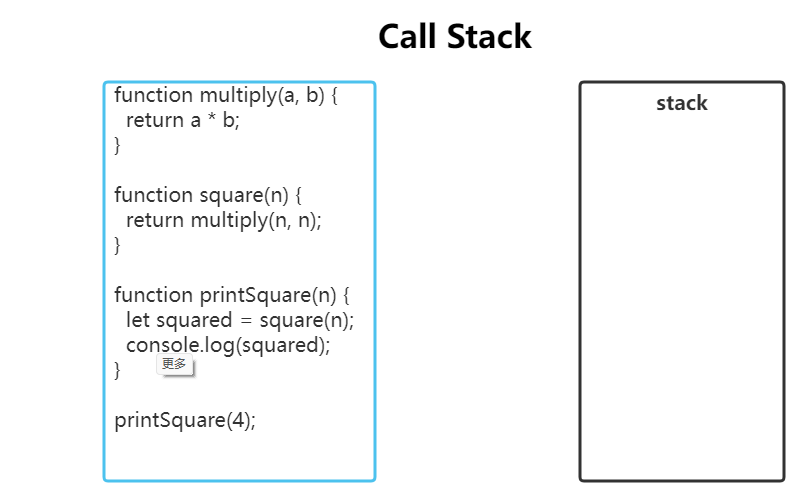 Call Stack
function multiply(a, b) {
  return a * b;
}
function square(n) {
  return multiply(n, n);
}
function printSquare(n) {
  let squared = square(n);
  console.log(squared);
}
更多
printSquare(4);
stack